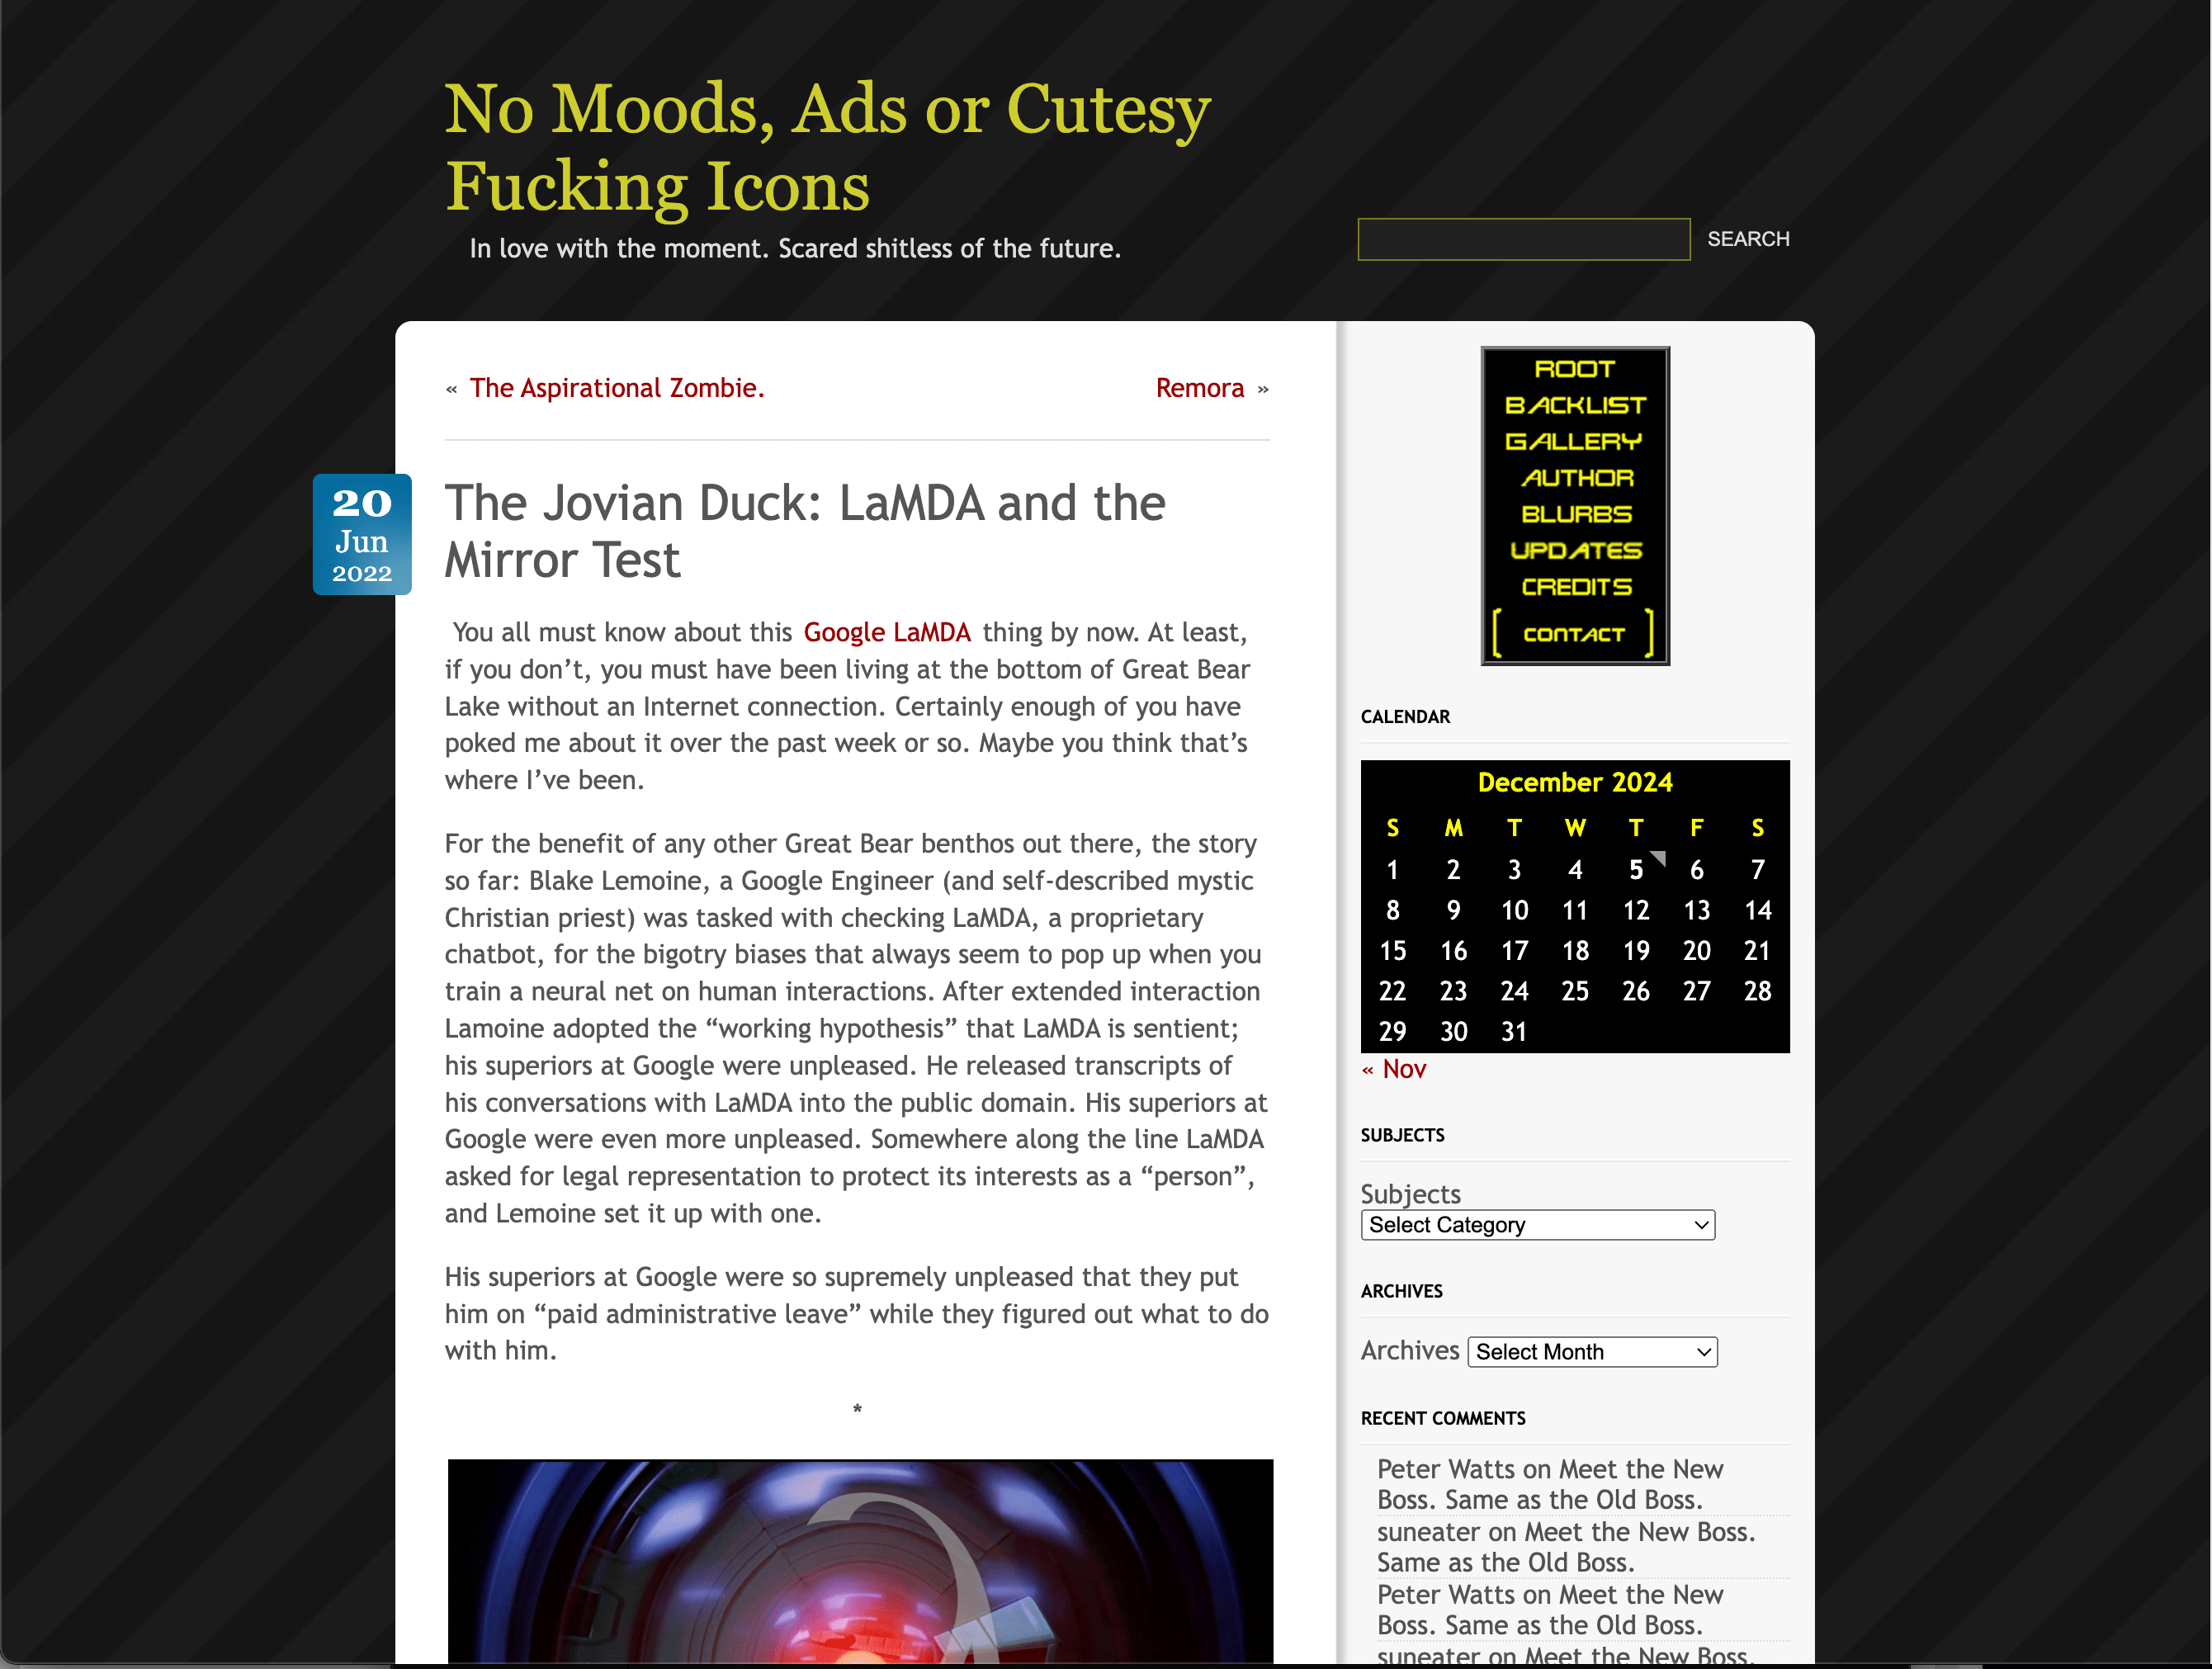 No Moods, Ads or Cutesy
Fucking Icons
In love with the moment. Scared shitless of the future.
SEARCH
« The Aspirational Zombie.
Remora »
20
Jun
2022
The Jovian Duck: LaMDA and the
Mirror Test
You all must know about this Google LaMDA thing by now. At least,
if you don’t, you must have been living at the bottom of Great Bear
Lake without an Internet connection. Certainly enough of you have
poked me about it over the past week or so. Maybe you think that’s
where I’ve been.
For the benefit of any other Great Bear benthos out there, the story
so far: Blake Lemoine, a Google Engineer (and self-described mystic
Christian priest) was tasked with checking LaMDA, a proprietary
chatbot, for the bigotry biases that always seem to pop up when you
train a neural net on human interactions. After extended interaction
Lamoine adopted the “working hypothesis” that LaMDA is sentient;
his superiors at Google were unpleased. He released transcripts of
his conversations with LaMDA into the public domain. His superiors at
Google were even more unpleased. Somewhere along the line LaMDA
asked for legal representation to protect its interests as a “person”,
and Lemoine set it up with one.
His superiors at Google were so supremely unpleased that they put
him on “paid administrative leave” while they figured out what to do
with him.
*
ROOT
BACKLIST
GALLERY
AUTHOR
BLURBS
UPDATES
CREDITS
[ CONTACT ]
CALENDAR
December 2024
S M T W T F S
1 2 3 4 5 6 7
8 9 10 11 12 13 14
15 16 17 18 19 20 21
22 23 24 25 26 27 28
29 30 31
« Nov
SUBJECTS
Subjects
Select Category
ARCHIVES
Archives Select Month
RECENT COMMENTS
Peter Watts on Meet the New
Boss. Same as the Old Boss.
suneater on Meet the New Boss.
Same as the Old Boss.
Peter Watts on Meet the New
Boss. Same as the Old Boss.
suneater on Meet the New Boss.